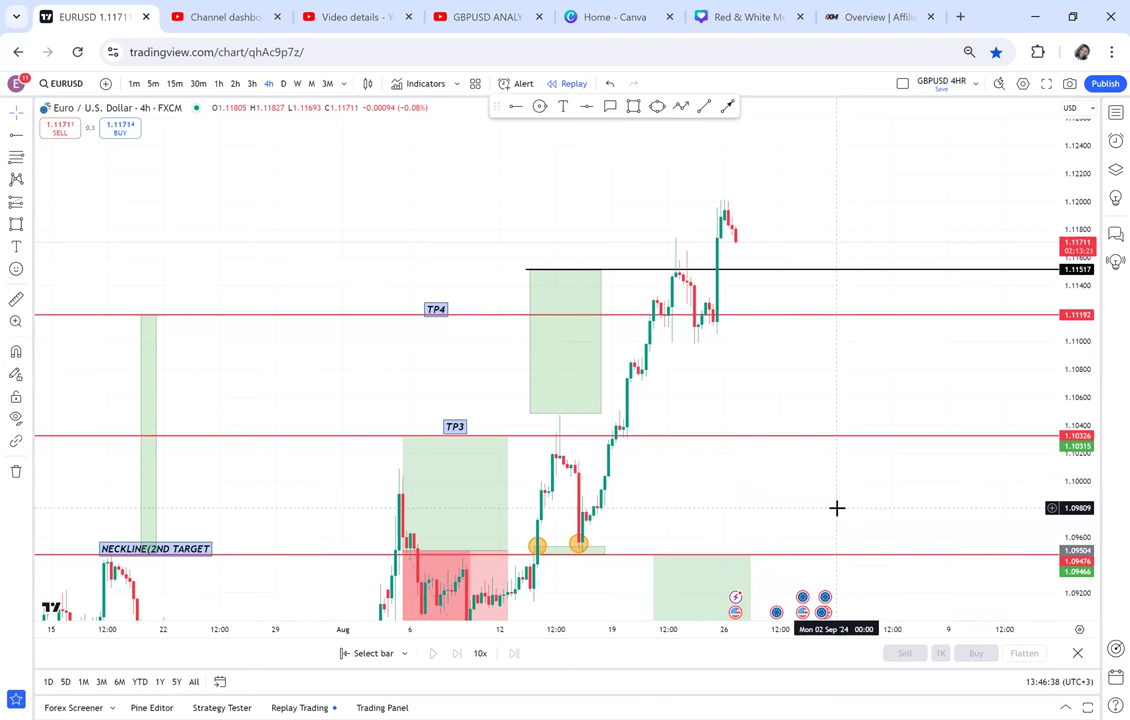 EURUSD 1.1171
Channel dashbo
Video details - Y
GBPUSD ANALY
Home - Canva
Red & White M
Overview | Affili
tradingview.com/chart/qhAc9p7z/
E 11
EURUSD
1m 5m 15m 30m 1h 2h 3h 4h D W M 3M
Indicators
Alert
Replay
GBPUSD 4HR
Save
Publish
Euro / U.S. Dollar · 4h · FXCM
O1.11805 H1.11827 L1.11693 C1.11711 -0.00094 (-0.08%)
USD
1.11711
SELL
0.3
1.11714
BUY
1.12400
1.12200
1.12000
1.11800
1.11711
02:13:21
1.11600
1.11517
1.11400
TP4
1.11192
1.11000
1.10800
1.10600
1.10400
TP3
1.10326
1.10315
1.10200
1.10000
1.09809
1.09600
NECKLINE(2ND TARGET
1.09504
1.09476
1.09466
1.09200
15 12:00 22 12:00 29 Aug 6 12 12:00 19 12:00 26 12:00 Mon 02 Sep '24 00:00 12:00 9 12:00
Select bar
10x
Sell 1K Buy Flatten
1D 5D 1M 3M 6M YTD 1Y 5Y All
13:46:38 (UTC+3)
Forex Screener
Pine Editor
Strategy Tester
Replay Trading
Trading Panel